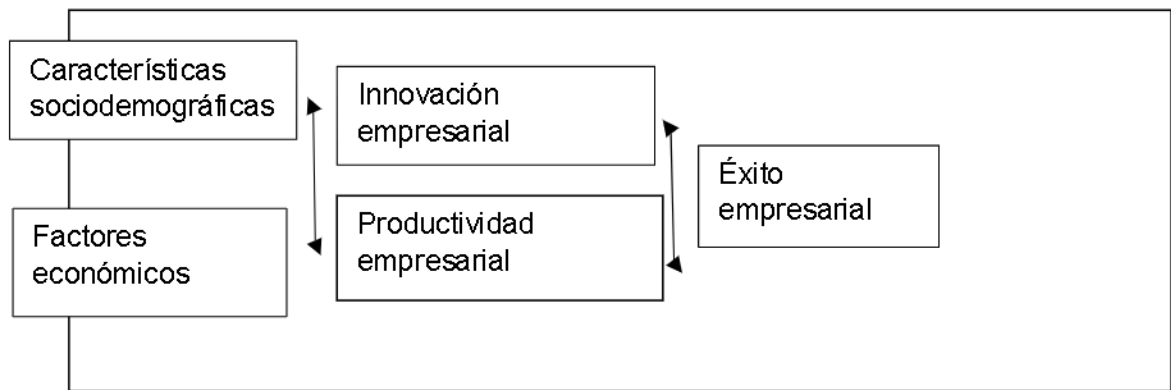 Características
sociodemográficas
Factores
económicos
Innovación
empresarial
Productividad
empresarial
Éxito
empresarial